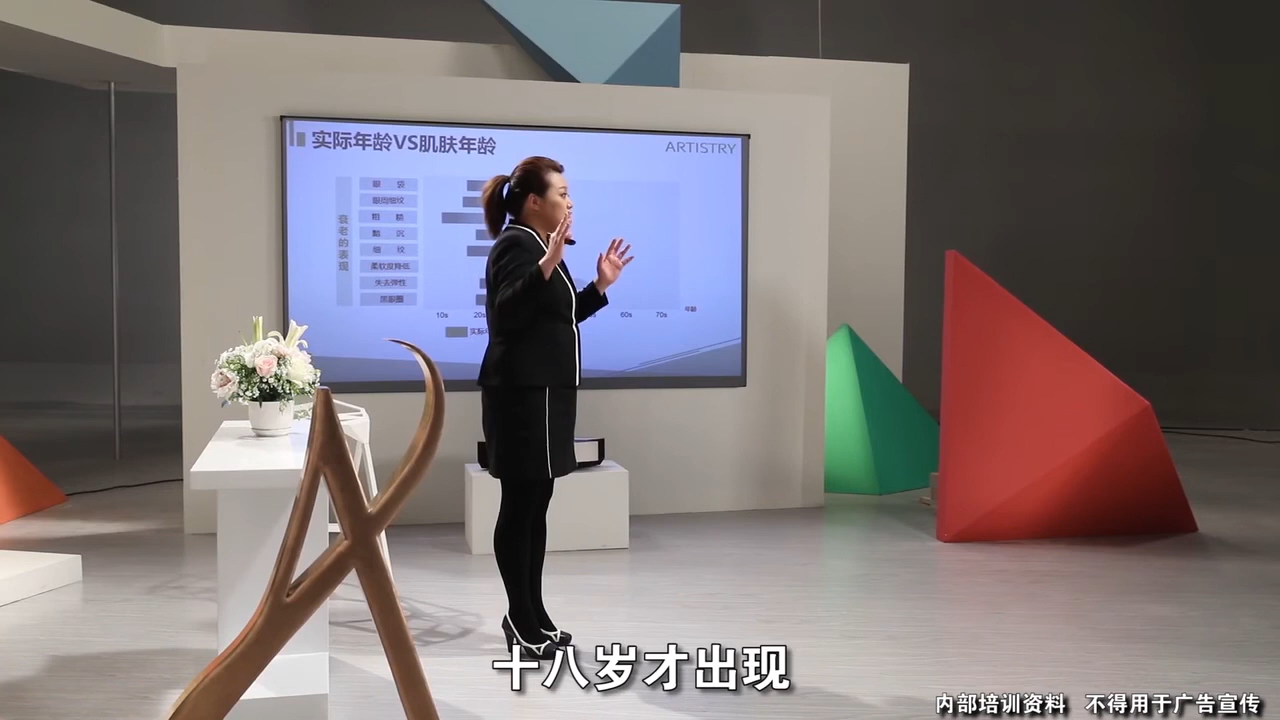 实际年龄VS肌肤年龄
ARTISTRY
衰老的表现
眼 袋
眼周细纹
粗 糙
黯 沉
细 纹
柔软度降低
失去弹性
黑眼圈
10s 20s 60s 70s 年龄
实际
十八岁才出现
内部培训资料 不得用于广告宣传